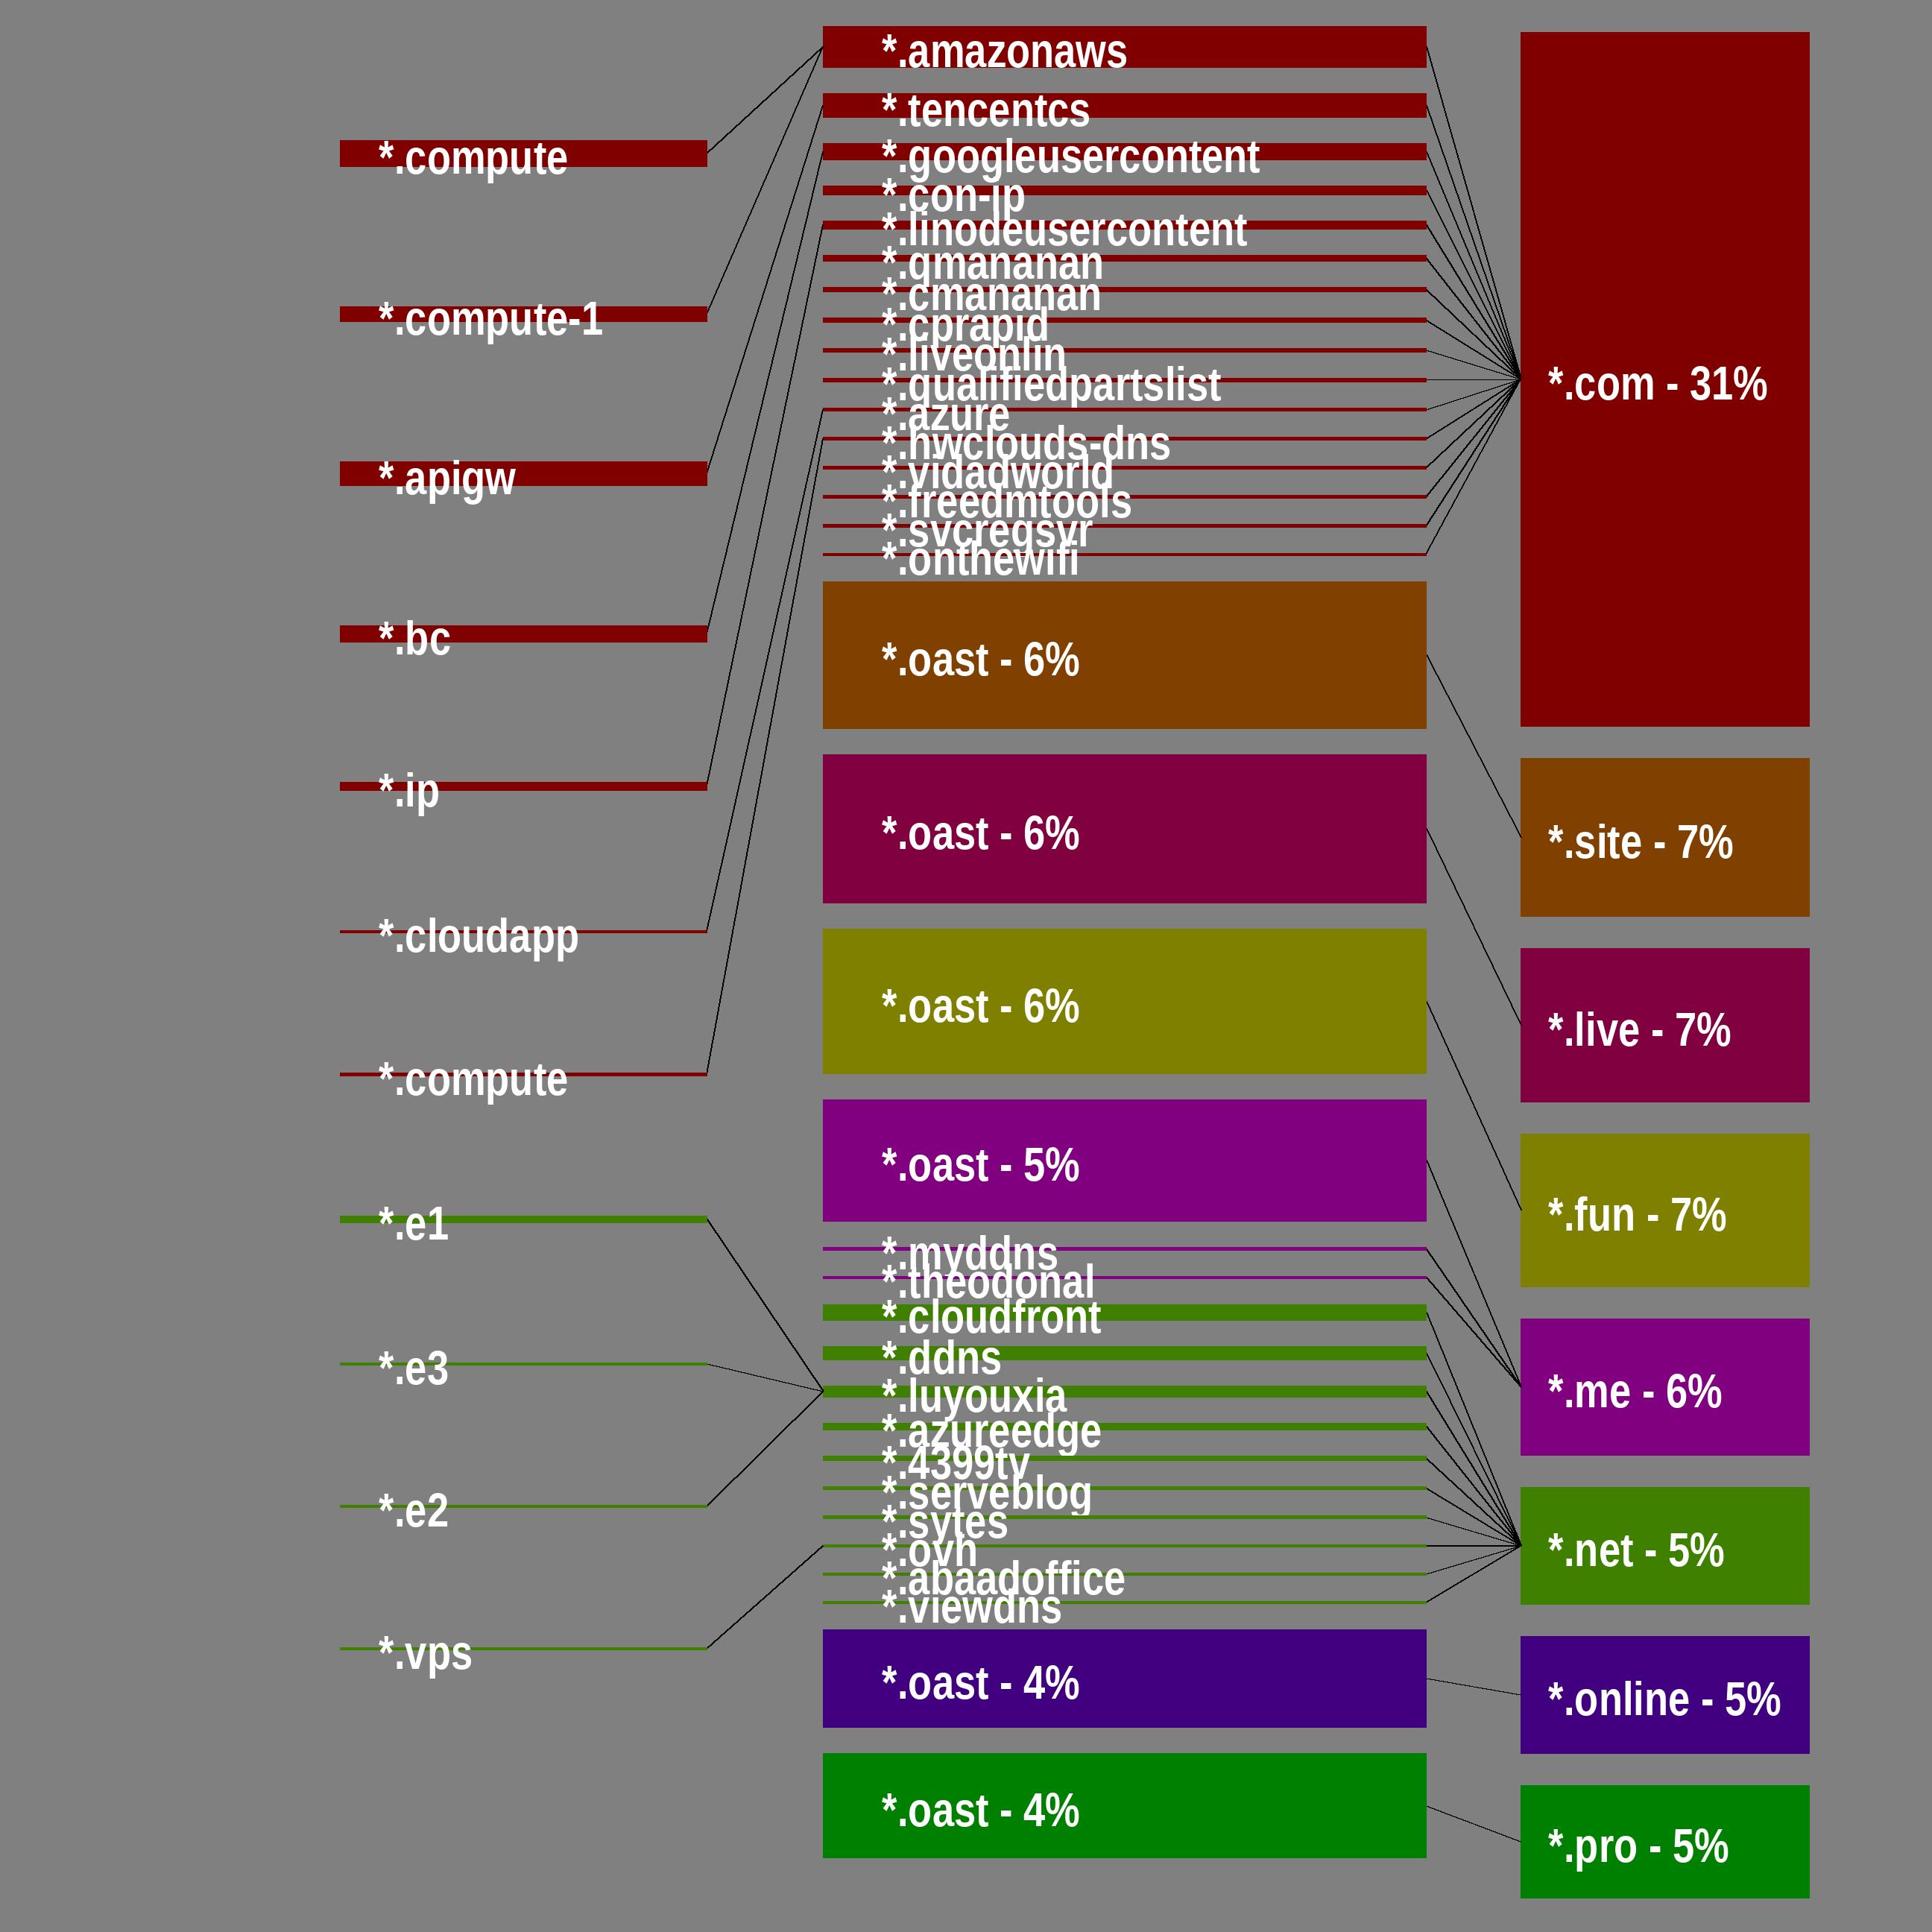 *.compute
*.compute-1
*.apigw
*.bc
*.ip
*.cloudapp
*.compute
*.e1
*.e3
*.e2
*.vps
*.amazonaws
*.tencentcs
*.googleusercontent
*.con-ip
*.linodeusercontent
*.gmananan
*.cmananan
*.cprapid
*.liveonlin
*.qualifiedpartslist
*.azure
*.hwclouds-dns
*.vidadworld
*.freedmtools
*.svcregsvr
*.onthewifi
*.oast - 6%
*.oast - 6%
*.oast - 6%
*.oast - 5%
*.myddns
*.theodonal
*.cloudfront
*.ddns
*.luyouxia
*.azureedge
*.4399tv
*.serveblog
*.sytes
*.ovh
*.abaadoffice
*.viewdns
*.oast - 4%
*.oast - 4%
*.com - 31%
*.site - 7%
*.live - 7%
*.fun - 7%
*.me - 6%
*.net - 5%
*.online - 5%
*.pro - 5%